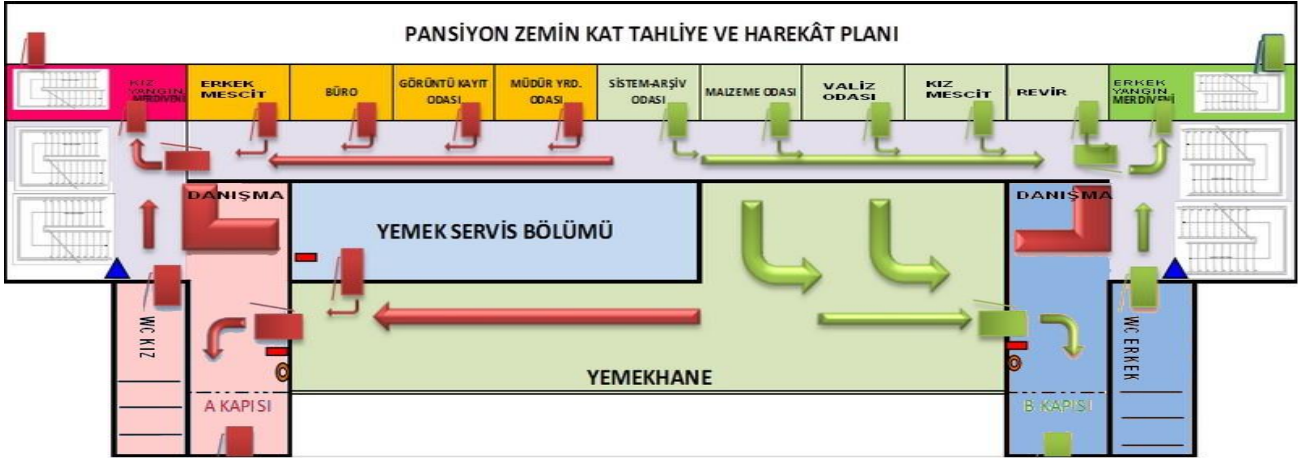 PANSİYON ZEMİN KAT TAHLİYE VE HAREKÂT PLANI
KIZ
YANGIN
MERDİVENİ
ERKEK
MESCİT
BÜRO
GÖRÜNTÜ KAYIT
ODASI
MÜDÜR YRD.
ODASI
SİSTEM-ARŞİV
ODASI
MALZEME ODASI
VALİZ
ODASI
KIZ
MESCİT
REVİR
ERKEK
YANGIN
MERDİVENİ
DANIŞMA
YEMEK SERVİS BÖLÜMÜ
DANIŞMA
WC KIZ
WC ERKEK
YEMEKHANE
A KAPISI
B KAPISI